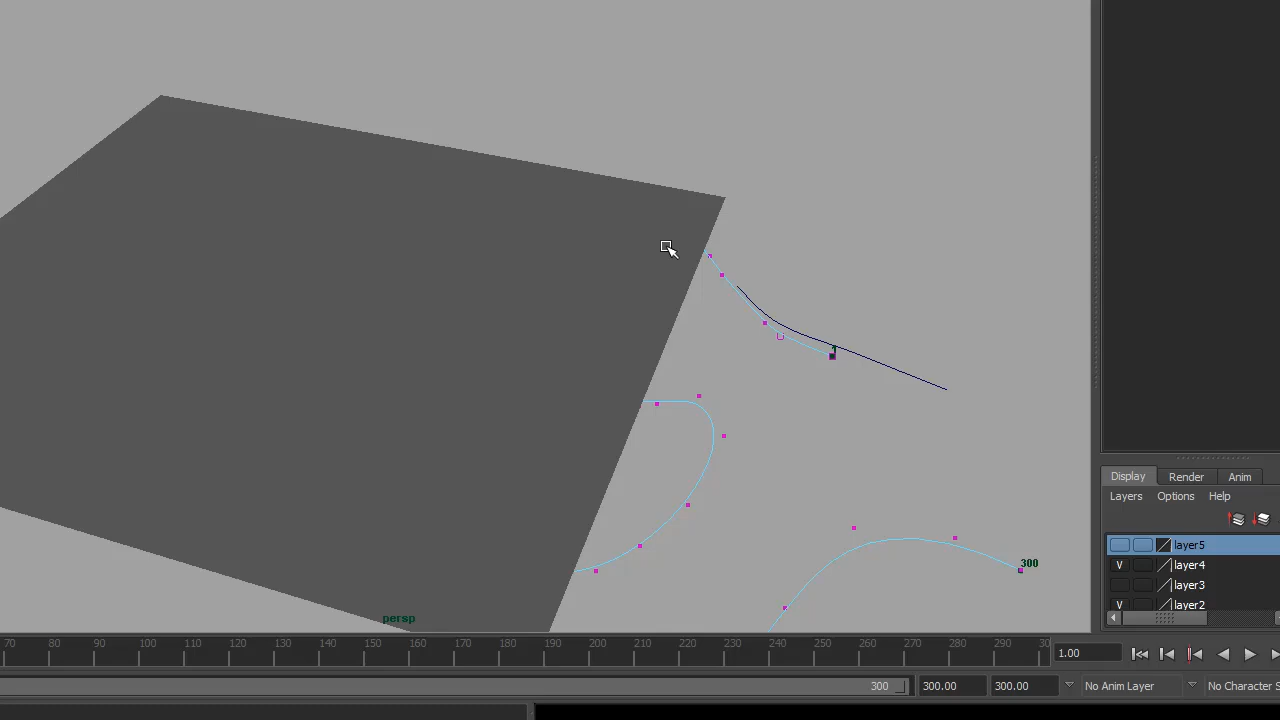 1
300
persp
Display Render Anim
Layers Options Help
layer5
V layer4
layer3
V layer2
70 80 90 100 110 120 130 140 150 160 170 180 190 200 210 220 230 240 250 260 270 280 290 30
1.00
300 300.00 300.00 No Anim Layer No Character S